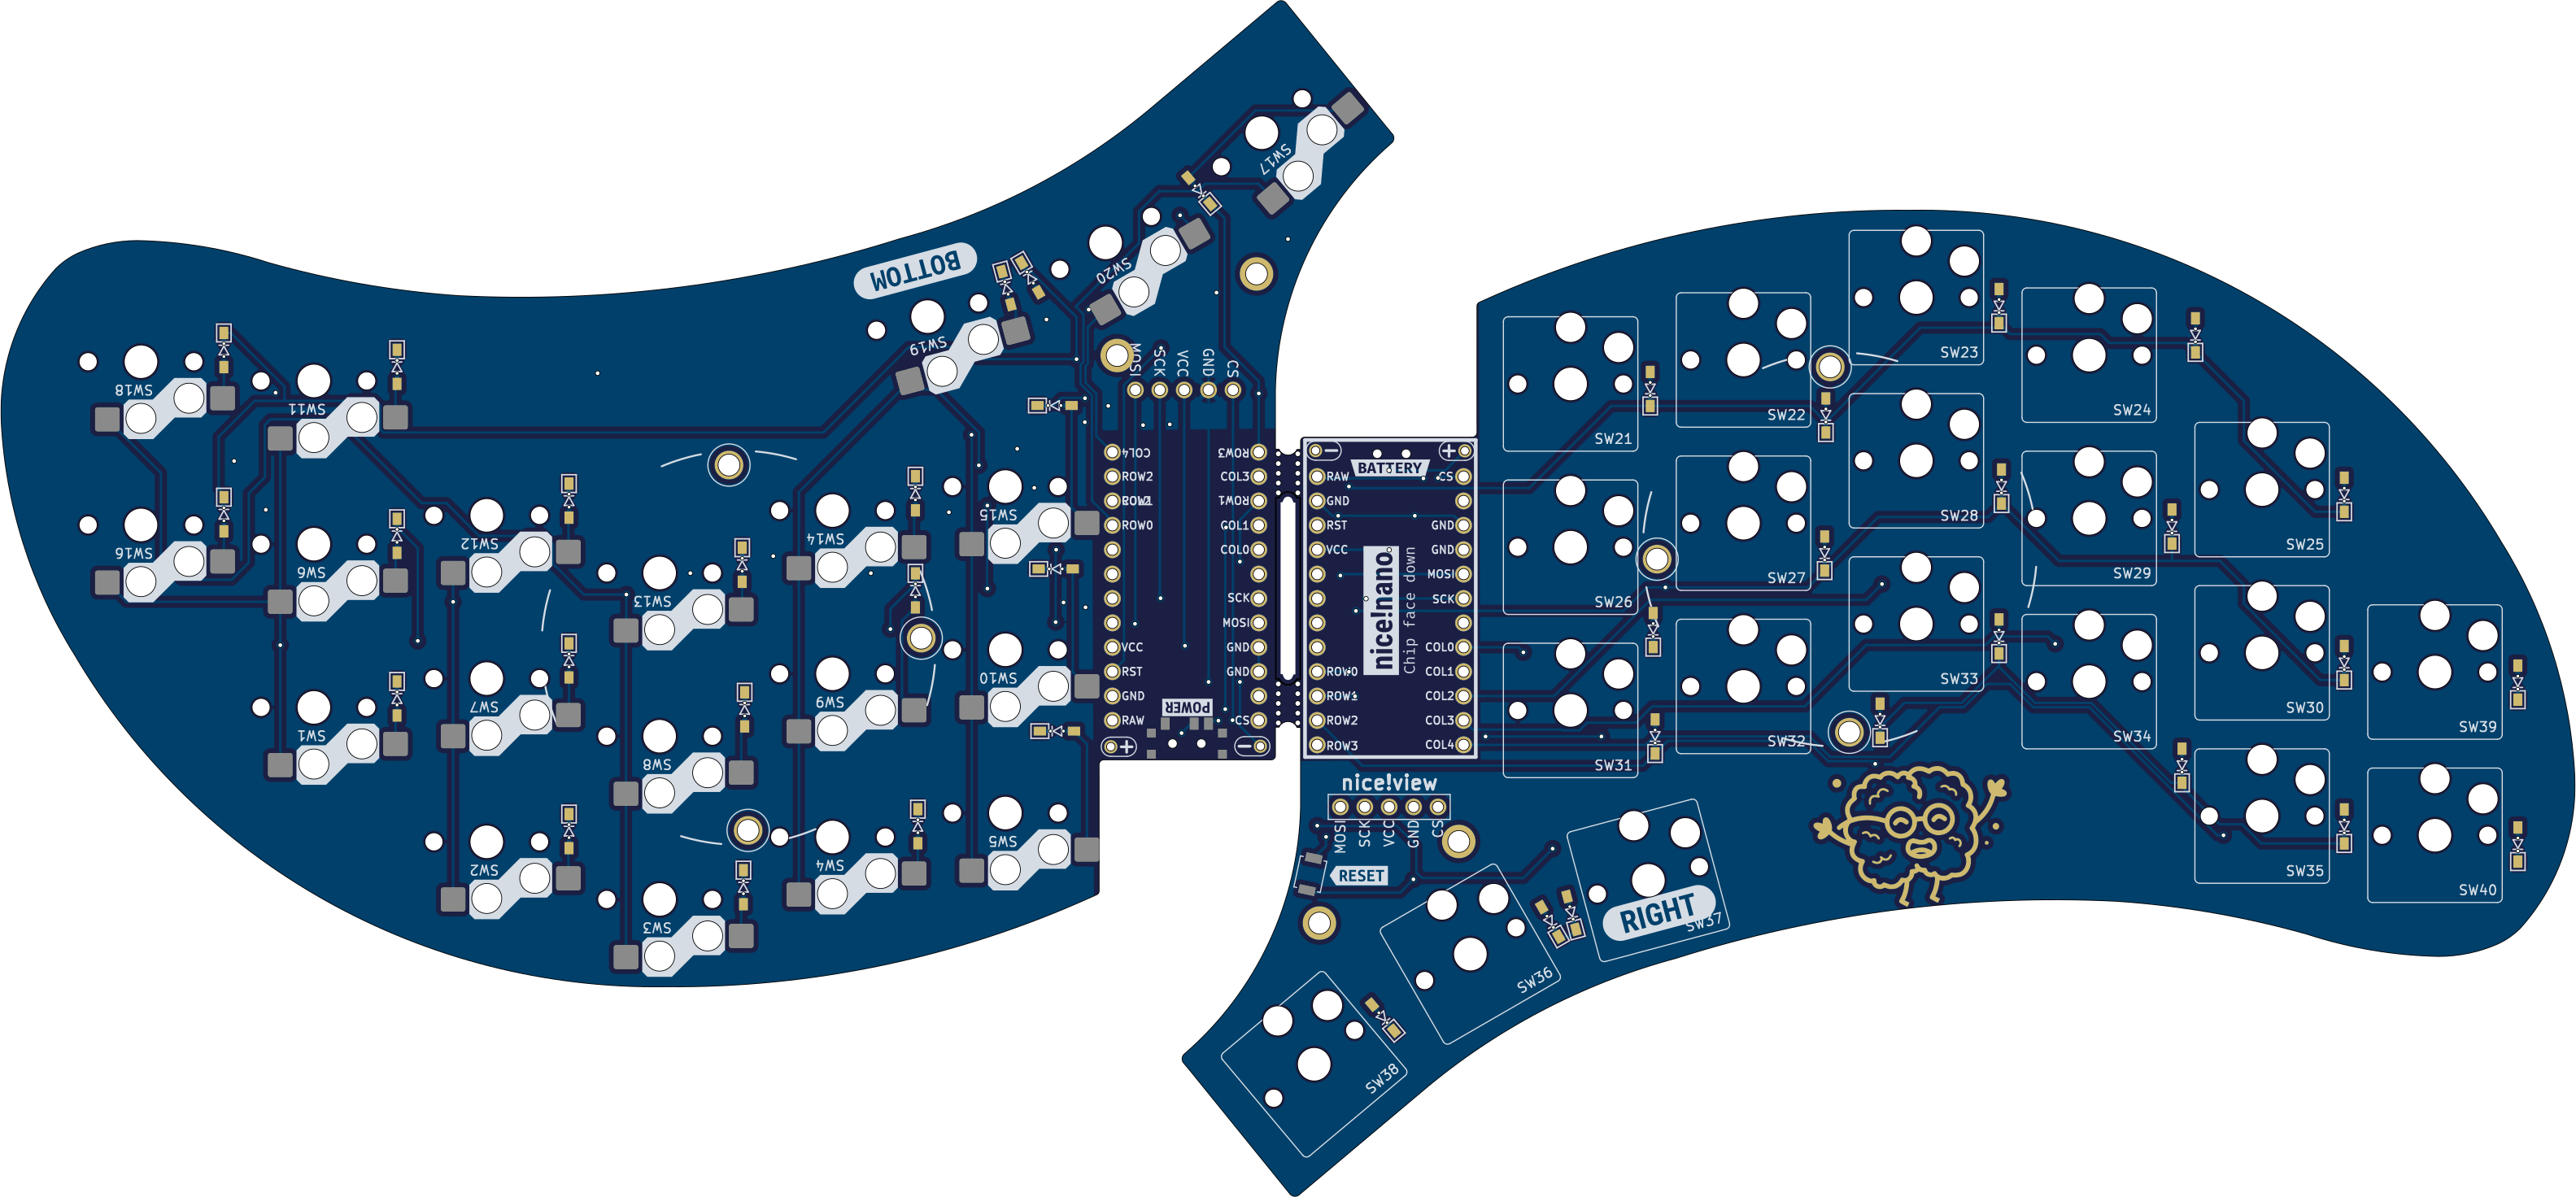 SW17
SW20
BOTTOM
SW19
SW18
SW11
SW16
SW6
SW12
SW13
SW14
SW15
SW1
SW7
SW8
SW9
SW10
SW2
SW3
SW4
SW5
MOSI SCK VCC GND CS
COL4 ROW3
ROW2 COL3
ROW1
ROW0 COL1
COL0
SCK
MOSI
VCC GND
RST GND
GND
RAW CS
POWER
+ −
− +
BATTERY
RAW CS
GND
RST GND
VCC GND
MOSI
SCK
COL0
ROW0 COL1
ROW1 COL2
ROW2 COL3
ROW3 COL4
nice!nano
Chip face down
nice!view
MOSI SCK VCC GND CS
RESET
SW21
SW22
SW23
SW24
SW25
SW26
SW27
SW28
SW29
SW30
SW31
SW32
SW33
SW34
SW35
SW39
SW40
RIGHT
SW37
SW36
SW38